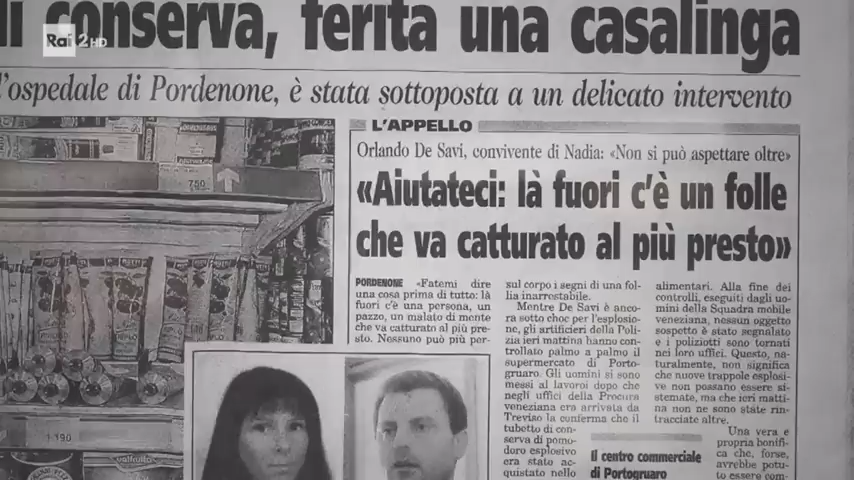 di conserva, ferita una casalinga
Rai 2 HD
l'ospedale di Pordenone, è stata sottoposta a un delicato intervento
L'APPELLO
Orlando De Savi, convivente di Nadia: «Non si può aspettare oltre»
«Aiutateci: là fuori c'è un folle
che va catturato al più presto»
PORDENONE «Fatemi dire
una cosa prima di tutto: là
fuori c'è una persona, un
pazzo, un malato di mente
che va catturato al più pre-
sto. Nessuno può più per-
sul corpo i segni di una fol-
lia inarrestabile.
Mentre De Savi è anco-
ra sotto choc per l'esplosio-
ne, gli artificieri della Poli-
zia ieri mattina hanno con-
trollato palmo a palmo il
supermercato di Porto-
gruaro. Gli uomini si sono
messi al lavoroi dopo che
negli uffici della Procura
veneziana era arrivata da
Treviso la conferma che il
tubetto di con-
serva di pomo-
doro esplosivo
era stato ac-
quistato nello
alimentari. Alla fine dei
controlli, eseguiti dagli uo-
mini della Squadra mobile
veneziana, nessun oggetto
sospetto è stato segnalato
e i poliziotti sono tornati
nei loro uffici. Questo, na-
turalmente, non significa
che nuove trappole esplosi-
ve non possano essere si-
stemate, ma che ieri matti-
na non ne sono state rin-
tracciate altre.
Una vera e
propria bonifi-
ca che, forse,
avrebbe potu-
to essere com-
Il centro commerciale
di Portogruaro
750
1190